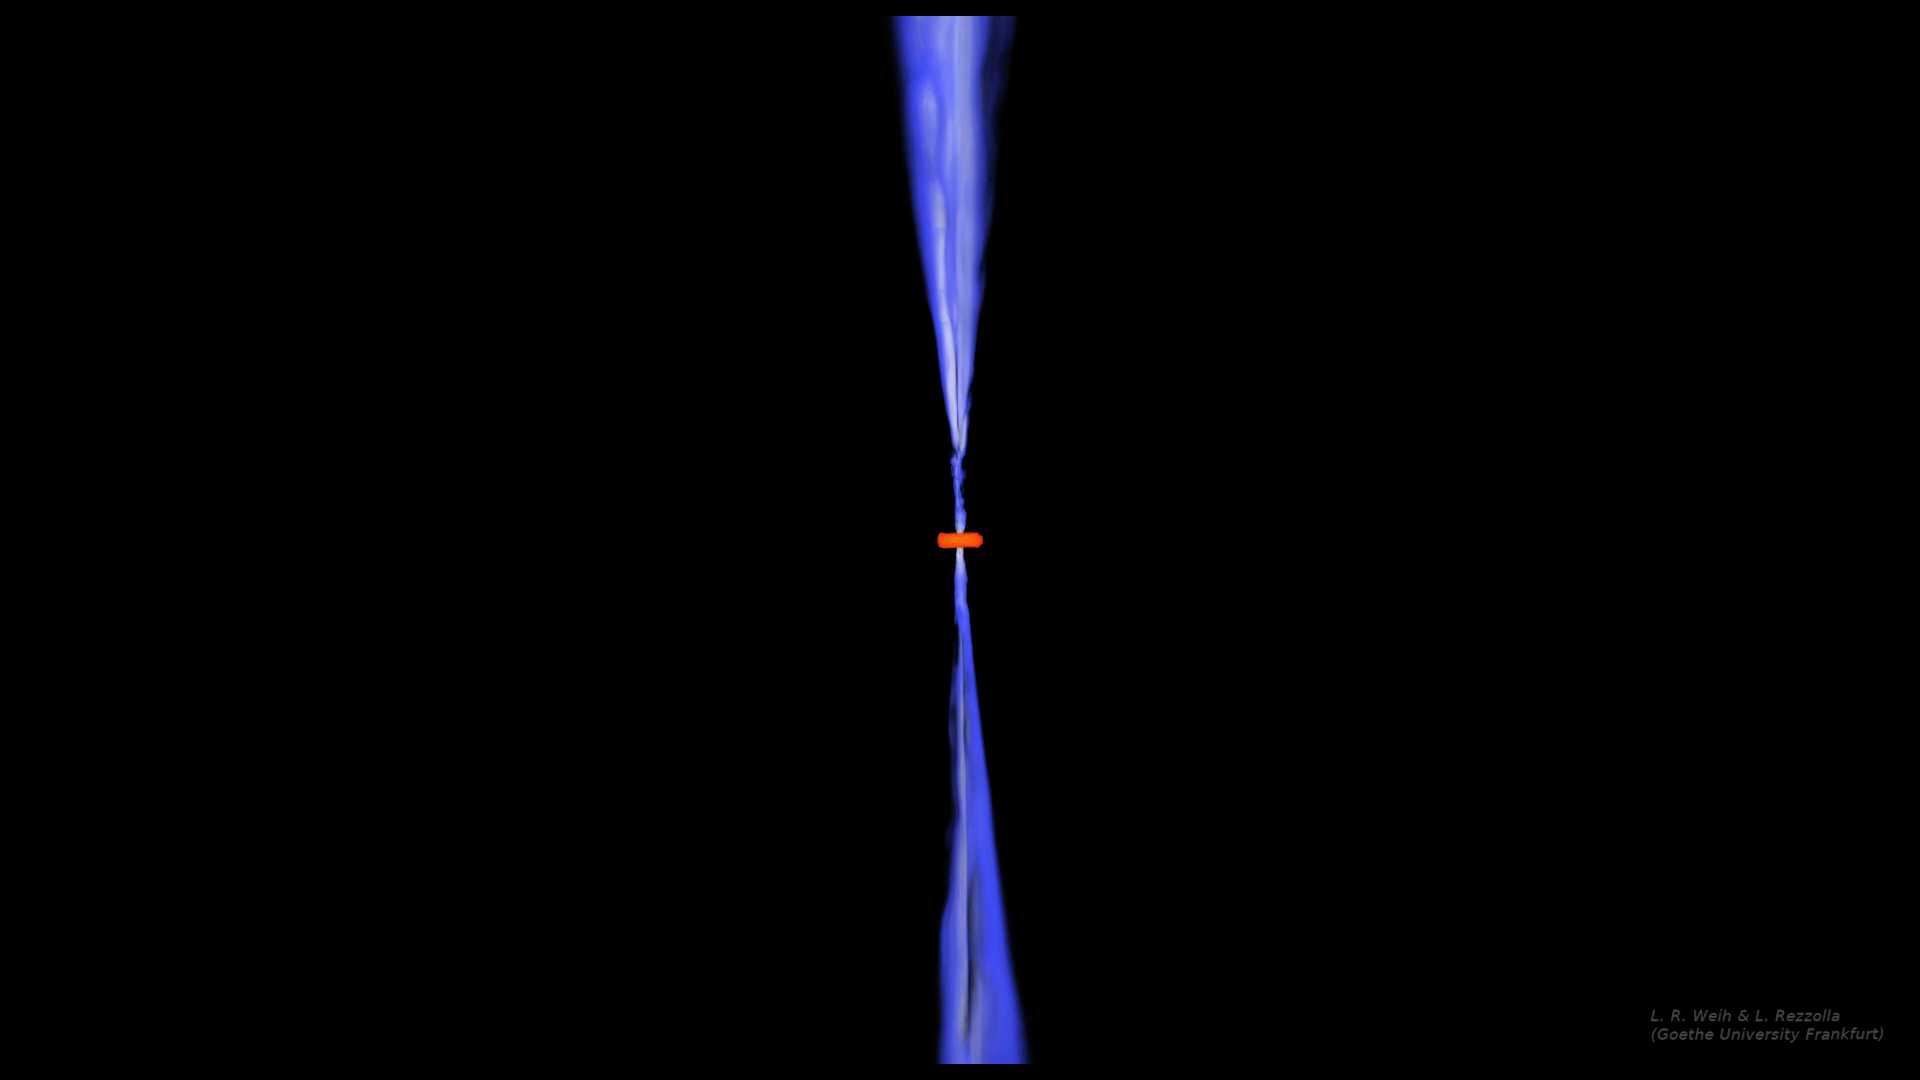 L. R. Weih & L. Rezzolla
(Goethe University Frankfurt)